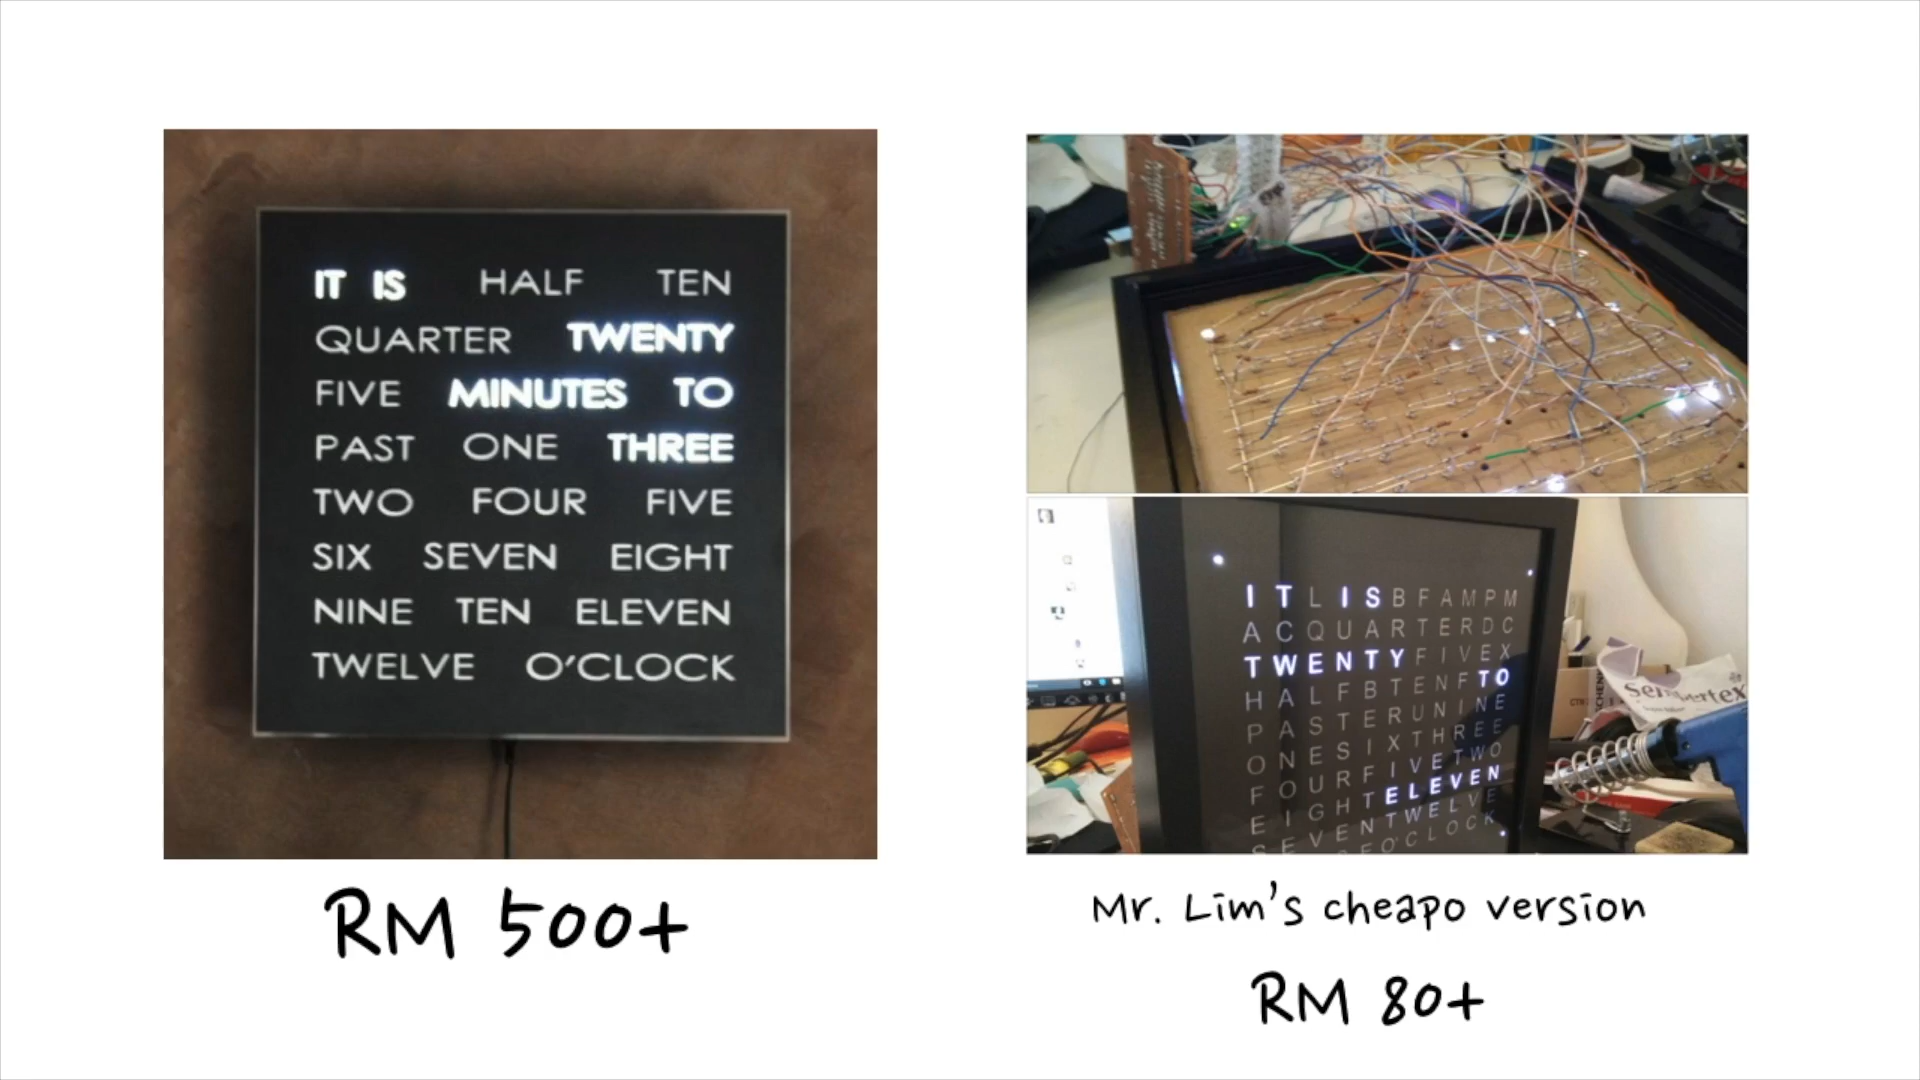 IT IS HALF TEN
QUARTER TWENTY
FIVE MINUTES TO
PAST ONE THREE
TWO FOUR FIVE
SIX SEVEN EIGHT
NINE TEN ELEVEN
TWELVE O'CLOCK
RM 500+
ITLISBFAMPM
ACQUARTERDC
TWENTYFIVEX
HALFBTENFTO
PASTERUNINE
ONESIXTHREE
FOURFIVETWO
EIGHTELEVEN
SEVENTWELVE
O'CLOCK
Mr. Lim's cheapo version
RM 80+